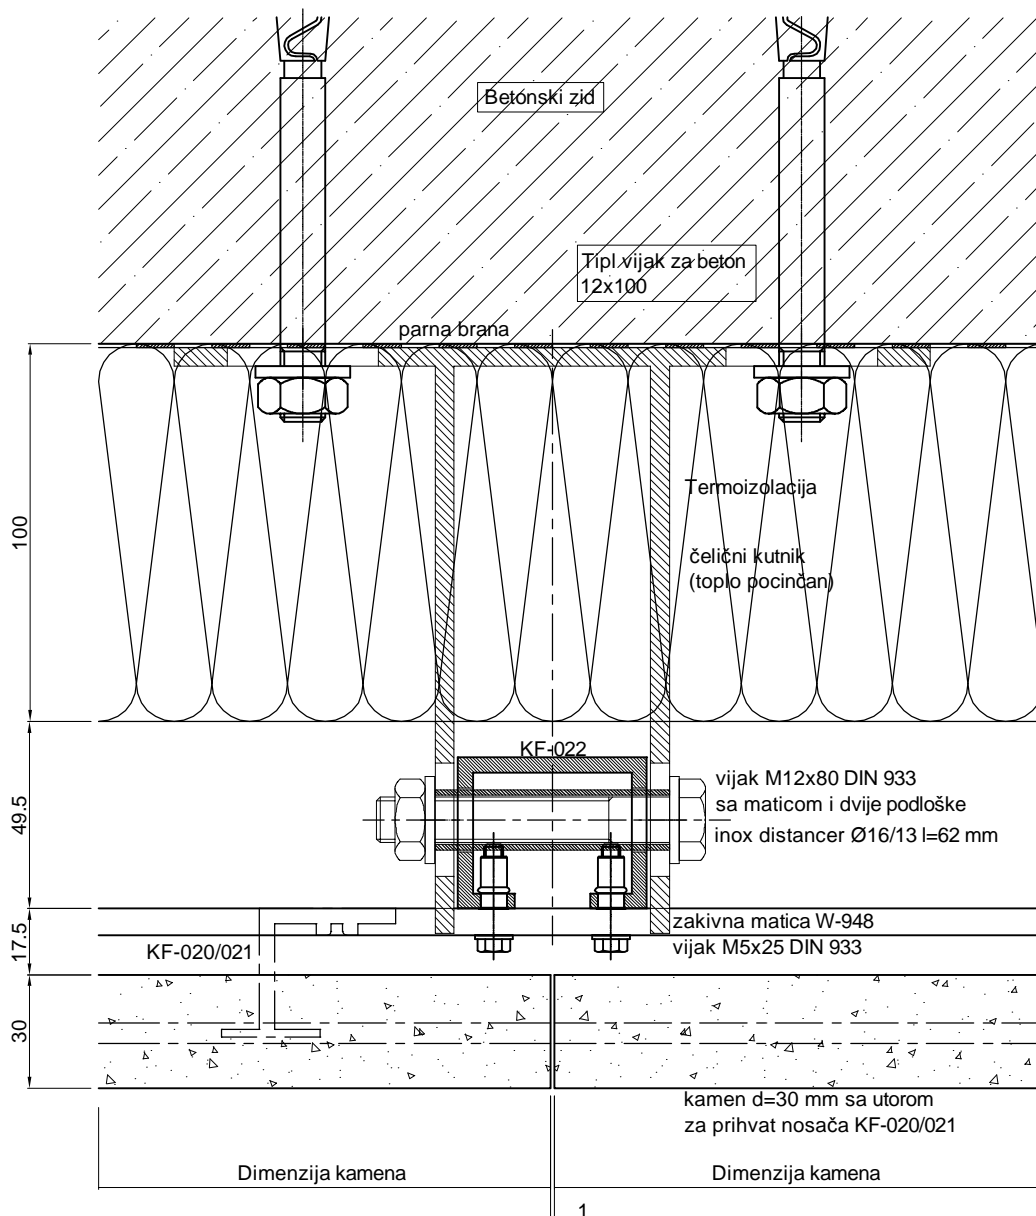 Betonski zid
Tipl vijak za beton
12x100
parna brana
100
Termoizolacija
čelični kutnik
(toplo pocinčan)
KF-022
49.5
vijak M12x80 DIN 933
sa maticom i dvije podloške
inox distancer Ø16/13 l=62 mm
17.5
zakivna matica W-948
KF-020/021
vijak M5x25 DIN 933
30
kamen d=30 mm sa utorom
za prihvat nosača KF-020/021
Dimenzija kamena
Dimenzija kamena
1